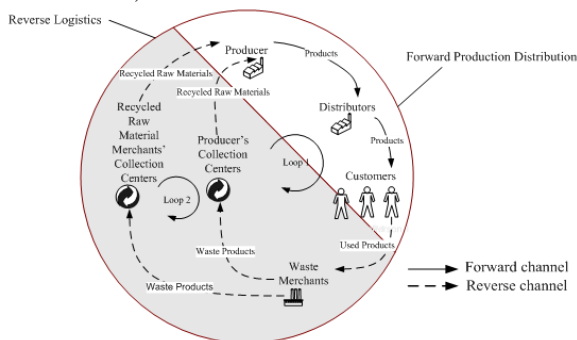 Reverse Logistics
Producer
Products
Forward Production Distribution
Recycled Raw Materials
Recycled Raw Materials
Distributors
Products
Recycled
Raw
Material
Merchants'
Collection
Centers
Producer's
Collection
Centers
Loop 1
Customers
Loop 2
Used Products
Waste Products
Waste
Merchants
Waste Products
Forward channel
Reverse channel